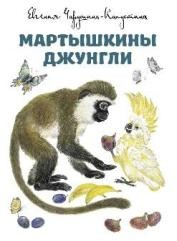 Евгения Чарушина-Капустина
МАРТЫШКИНЫ
ДЖУНГЛИ